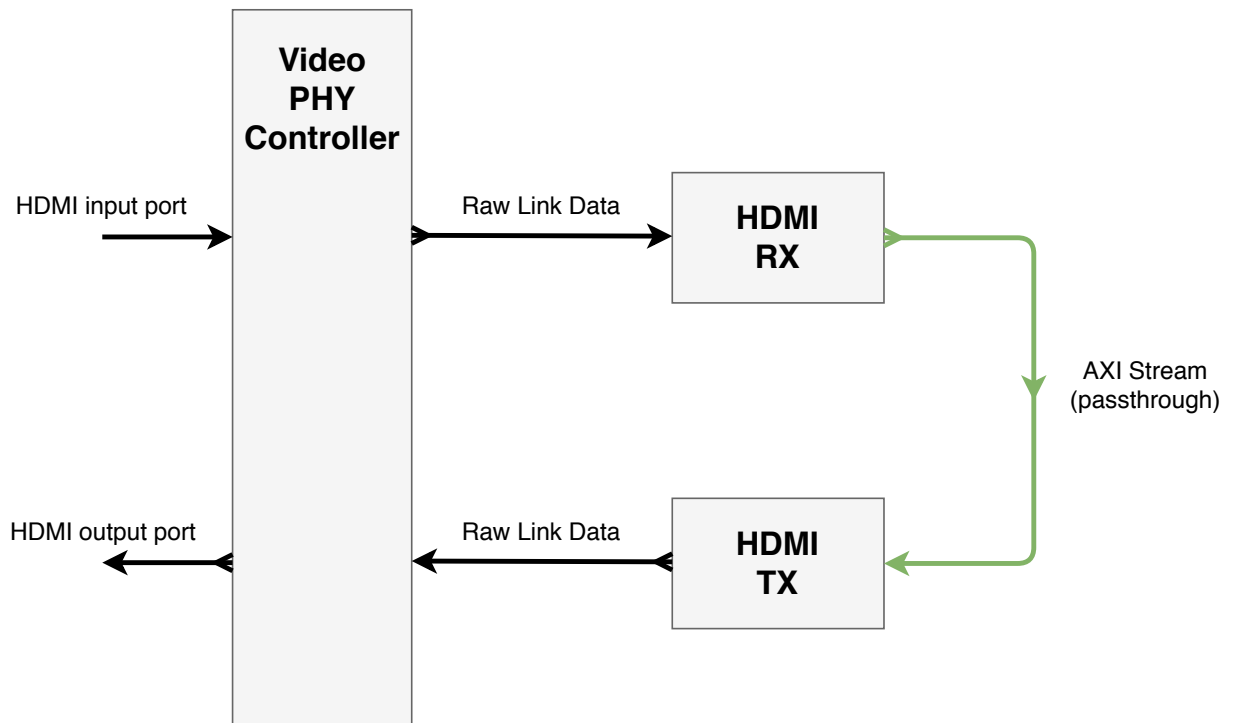 Video
PHY
Controller
HDMI input port
Raw Link Data
HDMI
RX
AXI Stream
(passthrough)
HDMI output port
Raw Link Data
HDMI
TX